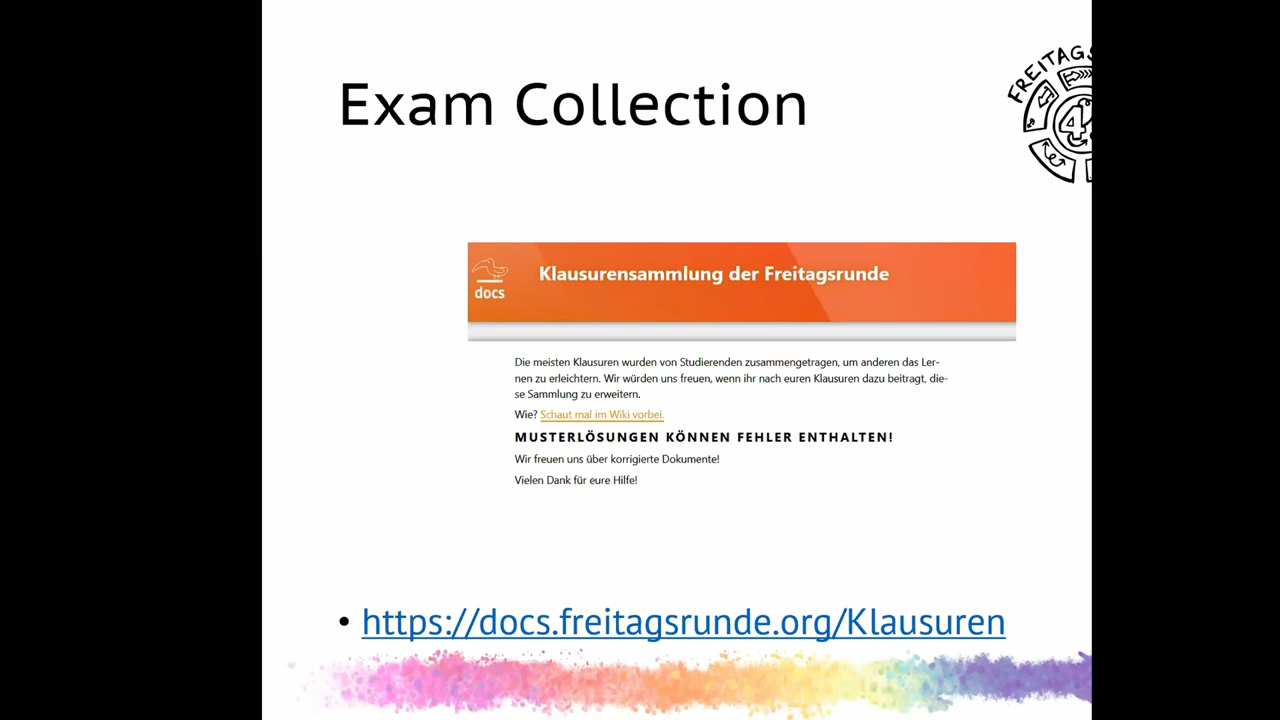 Exam Collection
FREITAGS
4
docs
Klausurensammlung der Freitagsrunde
Die meisten Klausuren wurden von Studierenden zusammengetragen, um anderen das Ler-
nen zu erleichtern. Wir würden uns freuen, wenn ihr nach euren Klausuren dazu beitragt, die-
se Sammlung zu erweitern.
Wie? Schaut mal im Wiki vorbei.
MUSTERLÖSUNGEN KÖNNEN FEHLER ENTHALTEN!
Wir freuen uns über korrigierte Dokumente!
Vielen Dank für eure Hilfe!
• https://docs.freitagsrunde.org/Klausuren